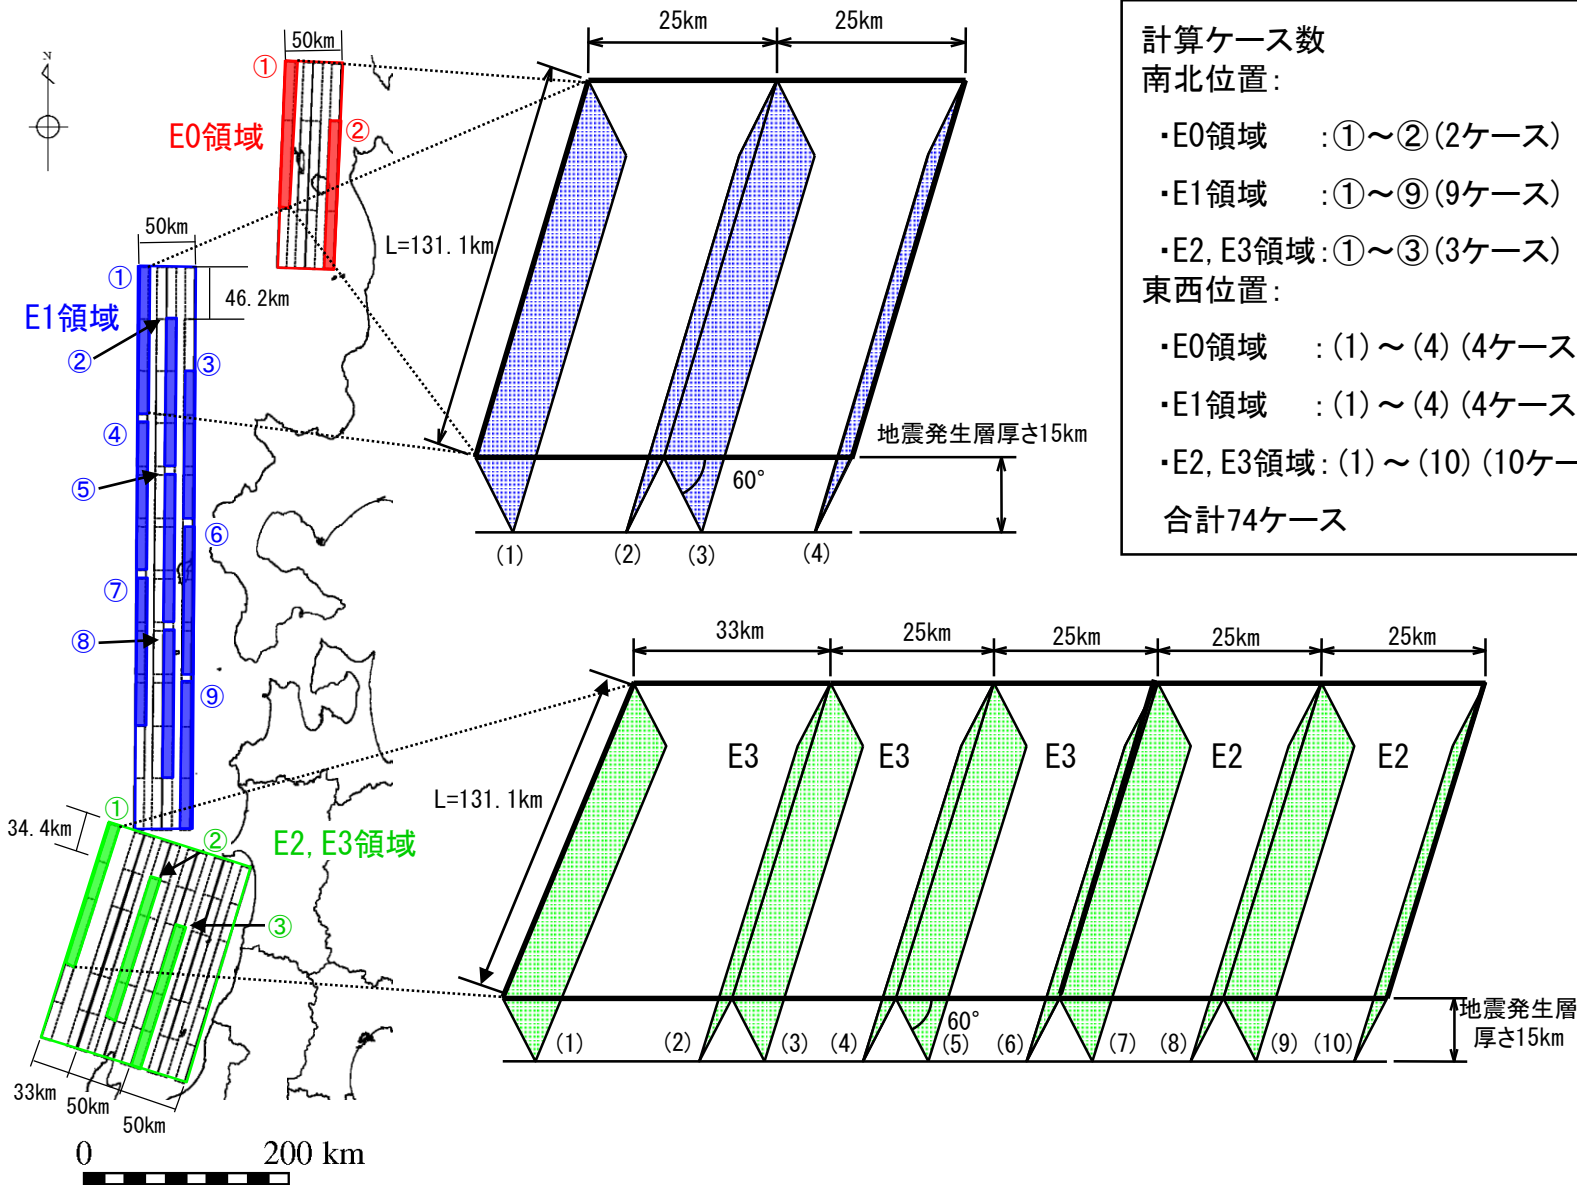 N
50km
①
E0領域
②
50km
①
46.2km
E1領域
②
③
④
⑤
⑥
⑦
⑧
⑨
34.4km
①
②
E2, E3領域
③
33km
50km
50km
0
200 km
25km
25km
L=131.1km
地震発生層厚さ15km
60°
(1)
(2)
(3)
(4)
33km
25km
25km
25km
25km
E3
E3
E3
E2
E2
L=131.1km
60°
(1)
(2)
(3)
(4)
(5)
(6)
(7)
(8)
(9)
(10)
地震発生層
厚さ15km
計算ケース数
南北位置:
・E0領域 :①~②(2ケース)
・E1領域 :①~⑨(9ケース)
・E2, E3領域:①~③(3ケース)
東西位置:
・E0領域 :(1)~(4)(4ケース
・E1領域 :(1)~(4)(4ケース
・E2, E3領域:(1)~(10)(10ケー
合計74ケース